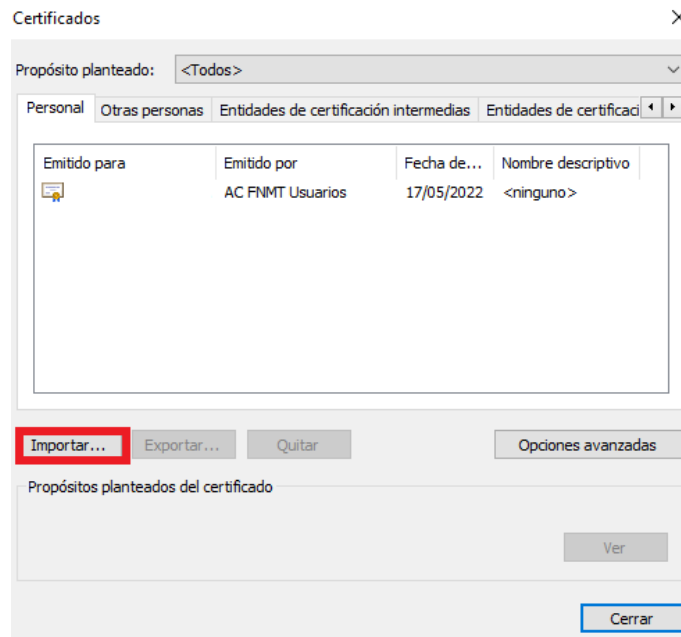 Certificados
Propósito planteado: <Todos>
Personal Otras personas Entidades de certificación intermedias Entidades de certificaci
Emitido para Emitido por Fecha de... Nombre descriptivo
AC FNMT Usuarios 17/05/2022 <ninguno>
Importar... Exportar... Quitar Opciones avanzadas
Propósitos planteados del certificado
Ver
Cerrar